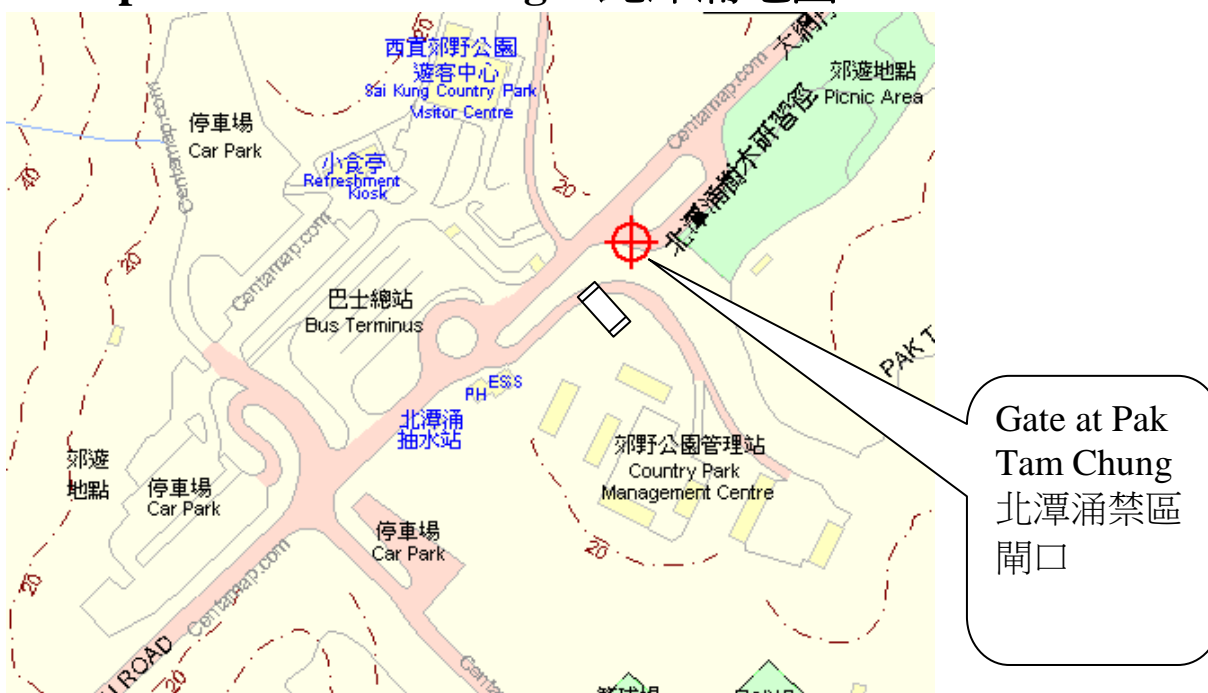 西貢郊野公園
遊客中心
Sai Kung Country Park
Visitor Centre
郊遊地點
Picnic Area
停車場
Car Park
小食亭
Refreshment
Kiosk
Centamap.com
Centamap.com
Centamap.com
北潭涌樹木研習徑
20
20
20
40
巴士總站
Bus Terminus
PAK T
ESS
PH
北潭涌
抽水站
郊野公園管理站
Country Park
Management Centre
郊遊
地點
停車場
Car Park
停車場
Car Park
20
20
20
Centamap.com
ROAD
Gate at Pak
Tam Chung
北潭涌禁區
閘口